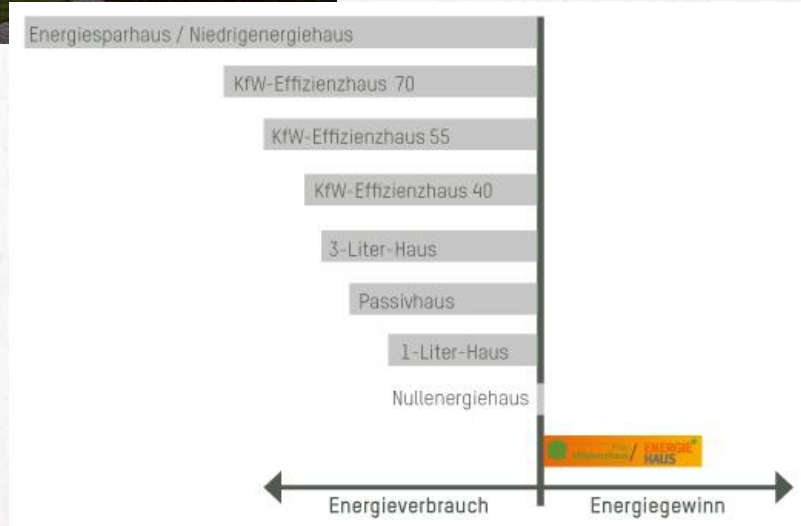 Energiesparhaus / Niedrigenergiehaus
KfW-Effizienzhaus 70
KfW-Effizienzhaus 55
KfW-Effizienzhaus 40
3-Liter-Haus
Passivhaus
1-Liter-Haus
Nullenergiehaus
/ ENERGIE+
HAUS
Energieverbrauch
Energiegewinn